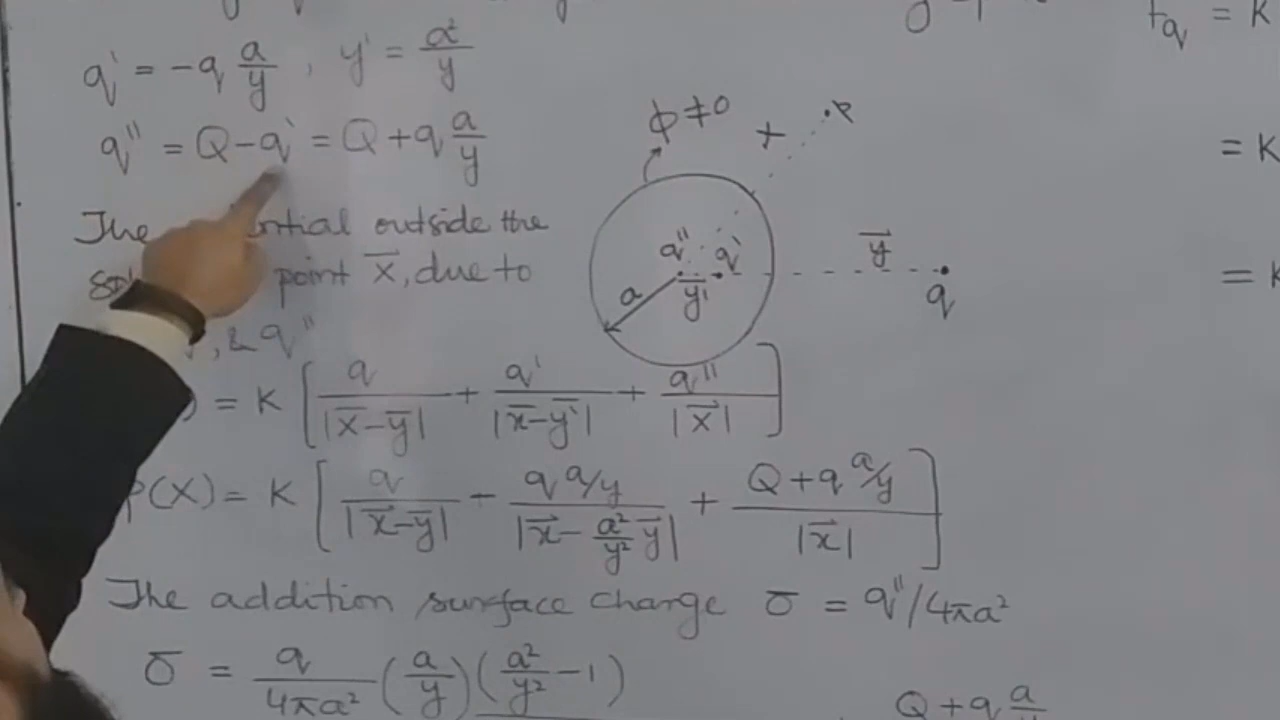 q' = -q a/y , y' = a²/y
q'' = Q - q' = Q + q a/y
The outside the
point x⃗, due to
, & q''
= K [ q/|x̄-ȳ| + q'/|x̄-ȳ'| + q''/|x⃗| ]
(X) = K [ q/|x⃗-ȳ| - q a/y/|x⃗ - a²/y² ȳ| + Q + q a/y/|x⃗| ]
The addition surface charge σ = q''/4πa²
σ = q/4πa² (a/y)(a²/y² - 1)
ϕ ≠ 0
+
P
q'' q'
a
y'
y
q
F_q = K
= K
= K
Q + q a